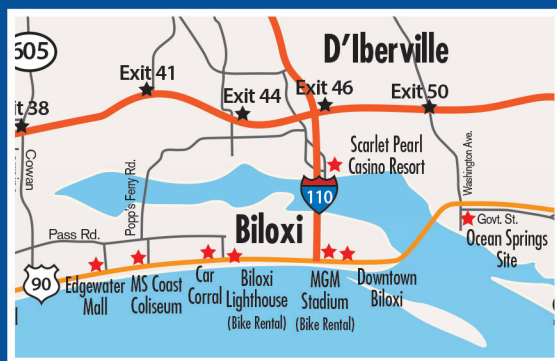 605
D'Iberville
Exit 41
Exit 46
Exit 50
Exit 44
it 38
Scarlet Pearl
Casino Resort
Cowan
Popp's Ferry Rd.
Washington Ave.
110
Biloxi
Govt. St.
Ocean Springs
Site
Pass Rd.
90
Edgewater
Mall
MS Coast
Coliseum
Car
Corral
Biloxi
Lighthouse
(Bike Rental)
MGM
Stadium
(Bike Rental)
Downtown
Biloxi